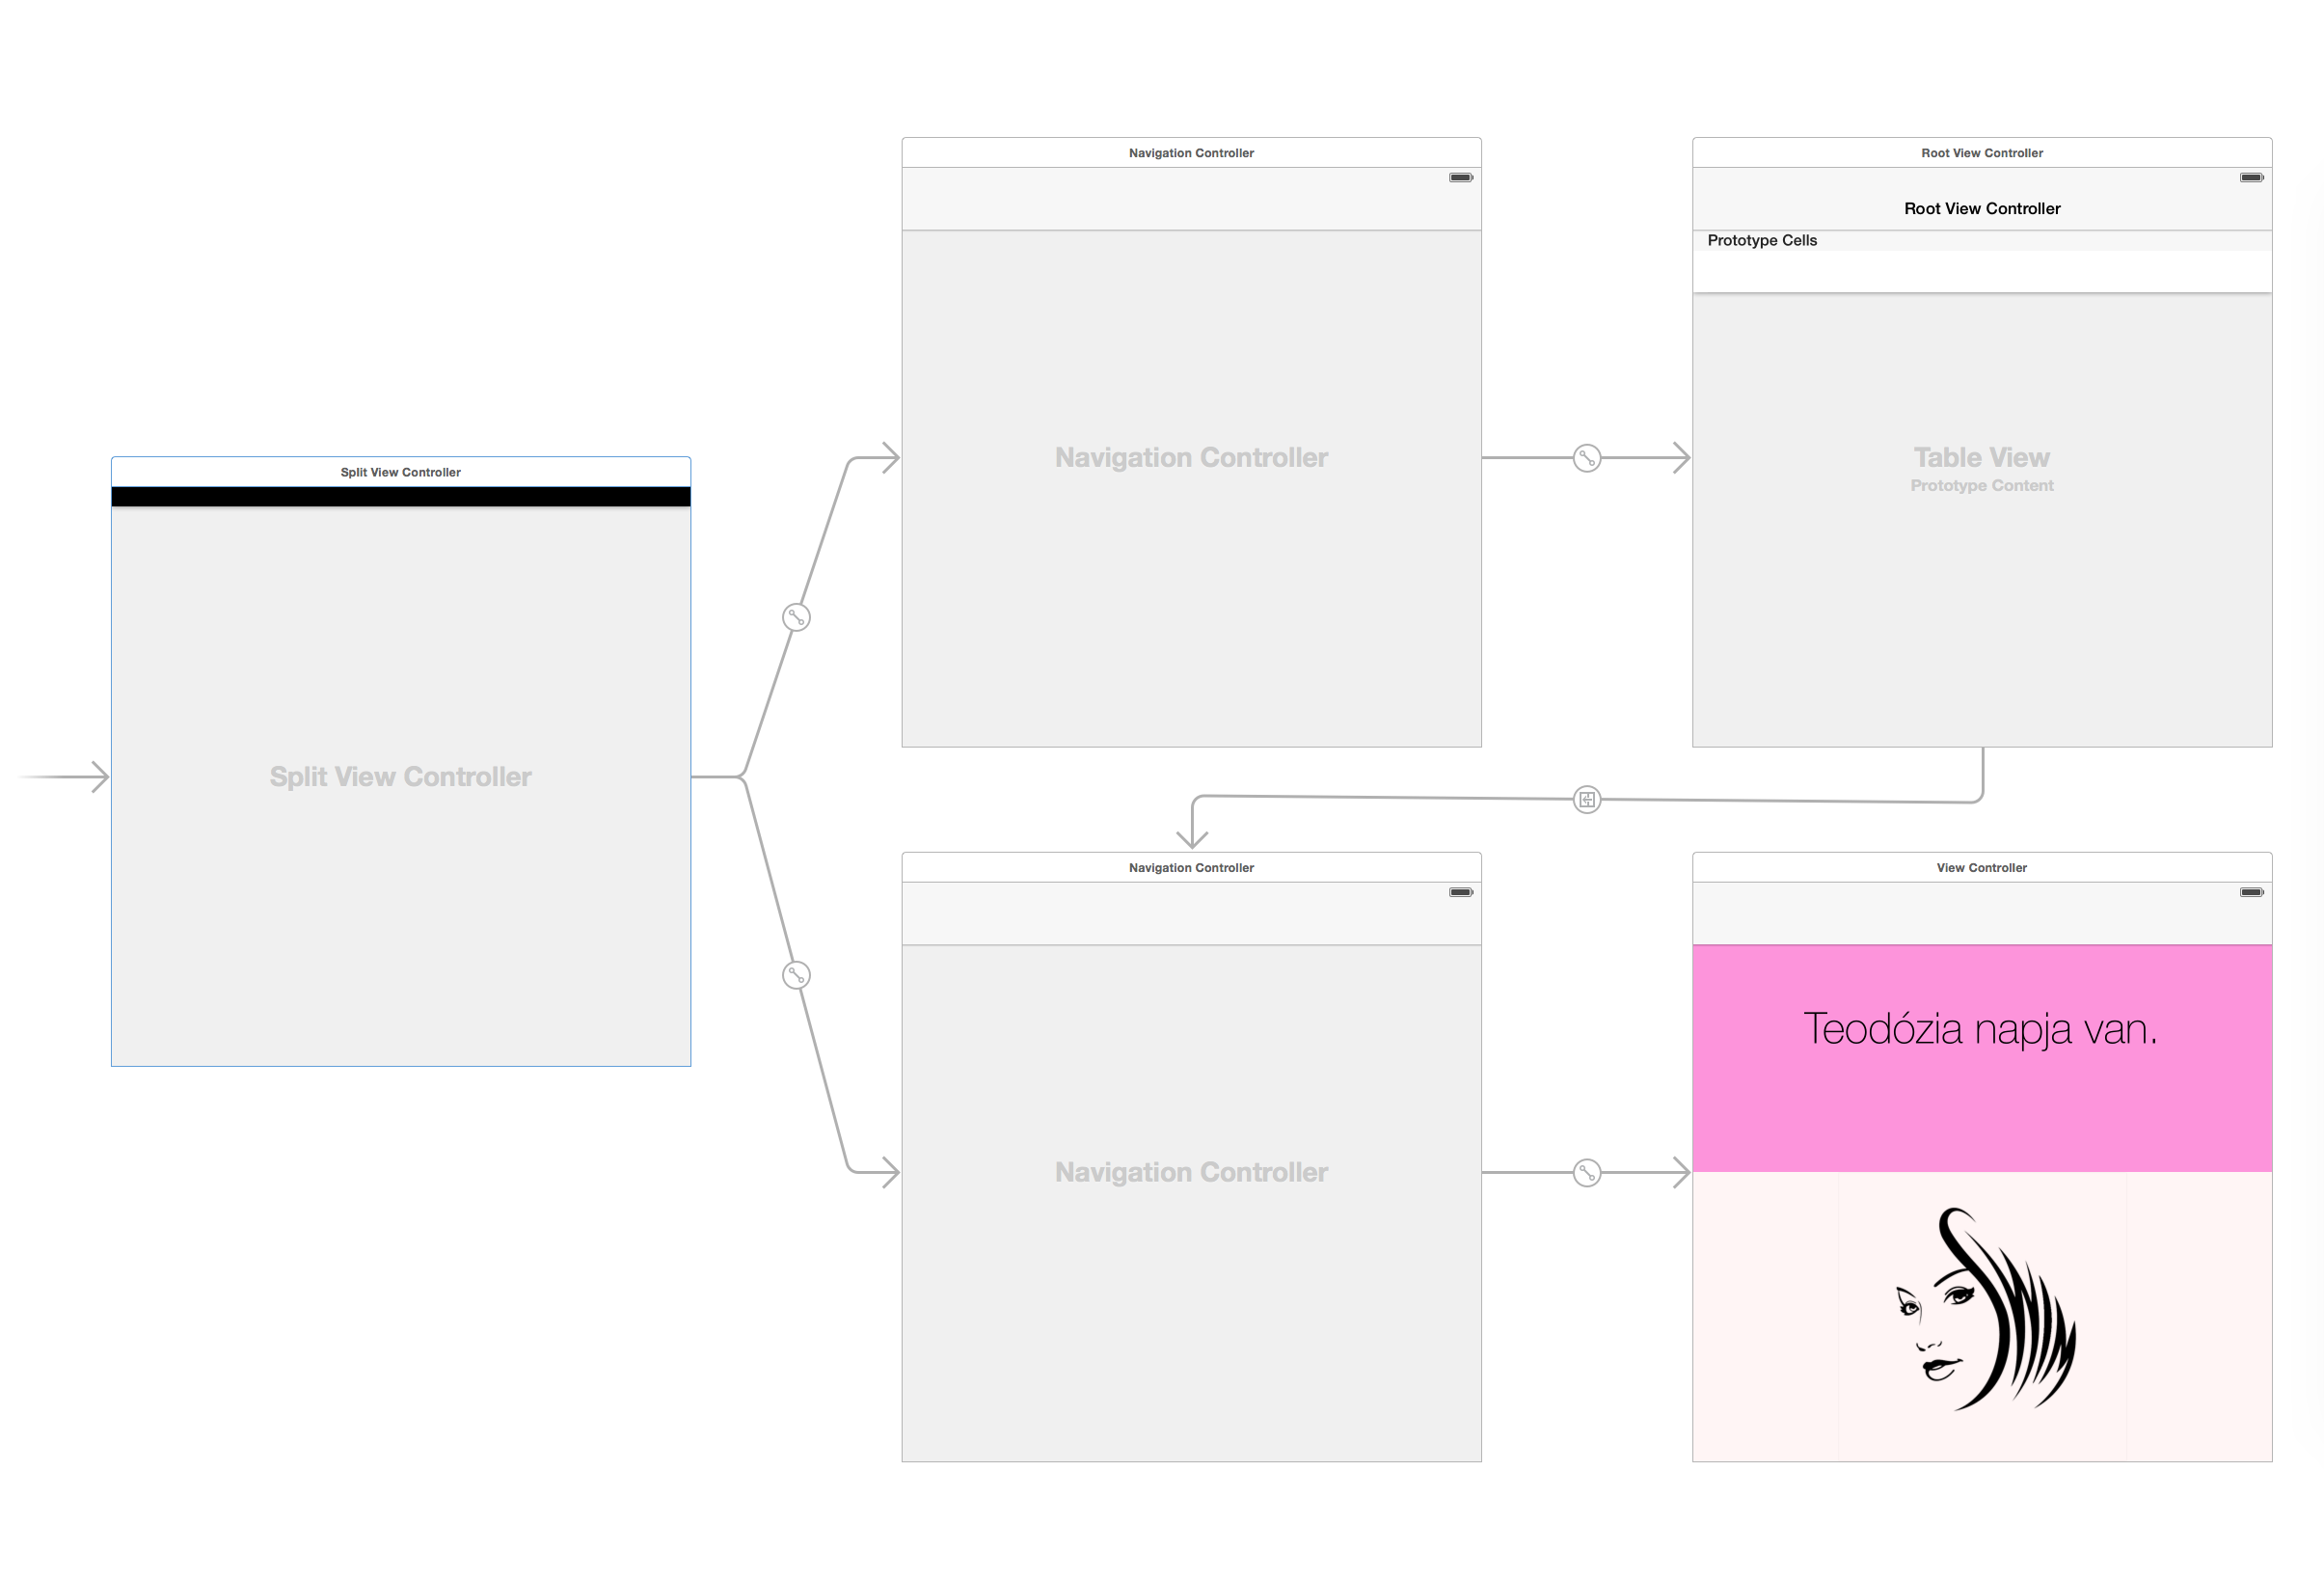 Navigation Controller
Navigation Controller
Root View Controller
Root View Controller
Prototype Cells
Table View
Prototype Content
Split View Controller
Split View Controller
Navigation Controller
Navigation Controller
View Controller
Teodózia napja van.